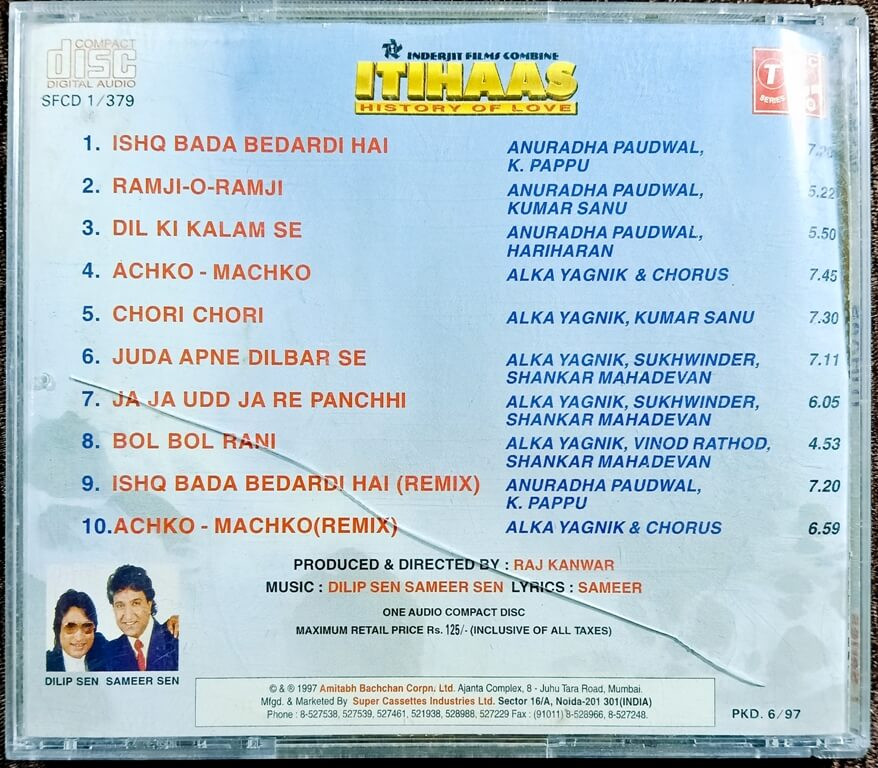 COMPACT
disc
DIGITAL AUDIO
SFCD 1/379
INDERJIT FILMS COMBINE
ITIHAAS
HISTORY OF LOVE
T
SERIES
1. ISHQ BADA BEDARDI HAI ANURADHA PAUDWAL,
K. PAPPU
2. RAMJI-O-RAMJI ANURADHA PAUDWAL, 5.22
KUMAR SANU
3. DIL KI KALAM SE ANURADHA PAUDWAL, 5.50
HARIHARAN
4. ACHKO - MACHKO ALKA YAGNIK & CHORUS 7.45
5. CHORI CHORI ALKA YAGNIK, KUMAR SANU 7.30
6. JUDA APNE DILBAR SE ALKA YAGNIK, SUKHWINDER, 7.11
SHANKAR MAHADEVAN
7. JA JA UDD JA RE PANCHHI ALKA YAGNIK, SUKHWINDER, 6.05
SHANKAR MAHADEVAN
8. BOL BOL RANI ALKA YAGNIK, VINOD RATHOD, 4.53
SHANKAR MAHADEVAN
9. ISHQ BADA BEDARDI HAI (REMIX) ANURADHA PAUDWAL, 7.20
K. PAPPU
10. ACHKO - MACHKO(REMIX) ALKA YAGNIK & CHORUS 6.59
PRODUCED & DIRECTED BY : RAJ KANWAR
MUSIC : DILIP SEN SAMEER SEN LYRICS : SAMEER
ONE AUDIO COMPACT DISC
MAXIMUM RETAIL PRICE Rs. 125/- (INCLUSIVE OF ALL TAXES)
DILIP SEN SAMEER SEN
© & ® 1997 Amitabh Bachchan Corpn. Ltd. Ajanta Complex, 8 - Juhu Tara Road, Mumbai.
Mfgd. & Marketed By Super Cassettes Industries Ltd. Sector 16/A, Noida-201 301(INDIA)
Phone : 8-527538, 527539, 527461, 521938, 528988, 527229 Fax : (91011) 8-528966, 8-527248.
PKD. 6/97